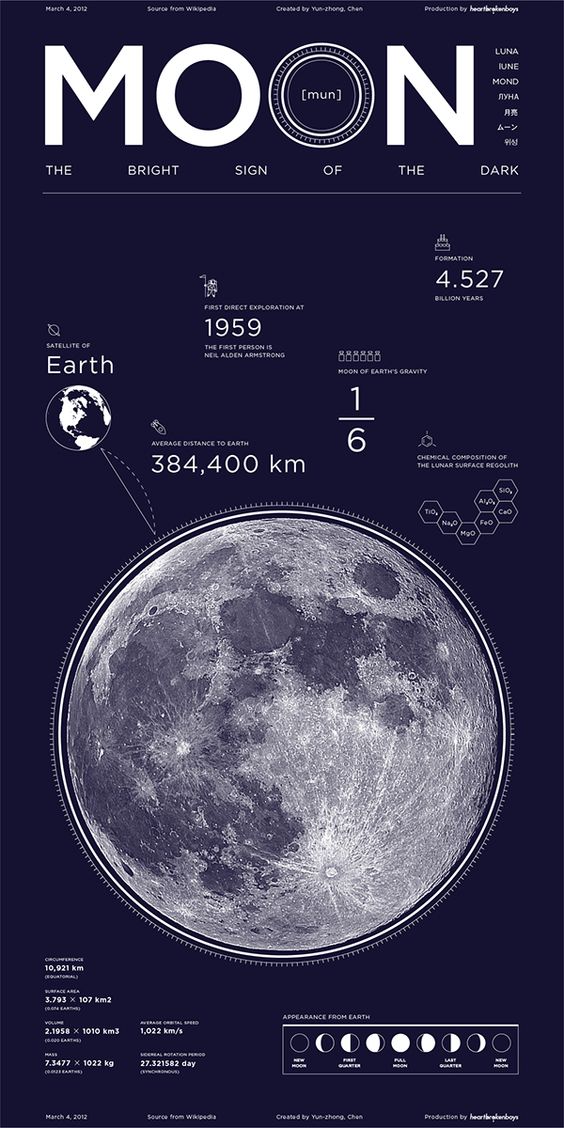 March 4, 2012 Source from Wikipedia Created by Yun-zhong, Chen Production by heartbrokenboys
MOON
[mun]
LUNA
IUNE
MOND
ЛУНА
月亮
ムーン
위성
THE BRIGHT SIGN OF THE DARK
FORMATION
4.527
BILLION YEARS
FIRST DIRECT EXPLORATION AT
1959
THE FIRST PERSON IS
NEIL ALDEN ARMSTRONG
SATELLITE OF
Earth
MOON OF EARTH'S GRAVITY
1
6
AVERAGE DISTANCE TO EARTH
384,400 km
CHEMICAL COMPOSITION OF
THE LUNAR SURFACE REGOLITH
SiO₂
Al₂O₃
TiO₂
CaO
Na₂O
FeO
MgO
CIRCUMFERENCE
10,921 km
(EQUATORIAL)
SURFACE AREA
3.793 × 107 km2
(0.074 EARTHS)
VOLUME
2.1958 × 1010 km3
(0.020 EARTHS)
AVERAGE ORBITAL SPEED
1,022 km/s
MASS
7.3477 × 1022 kg
(0.0123 EARTHS)
SIDEREAL ROTATION PERIOD
27.321582 day
(SYNCHRONOUS)
APPEARANCE FROM EARTH
NEW MOON
FIRST QUARTER
FULL MOON
LAST QUARTER
NEW MOON
March 4, 2012 Source from Wikipedia Created by Yun-zhong, Chen Production by heartbrokenboys